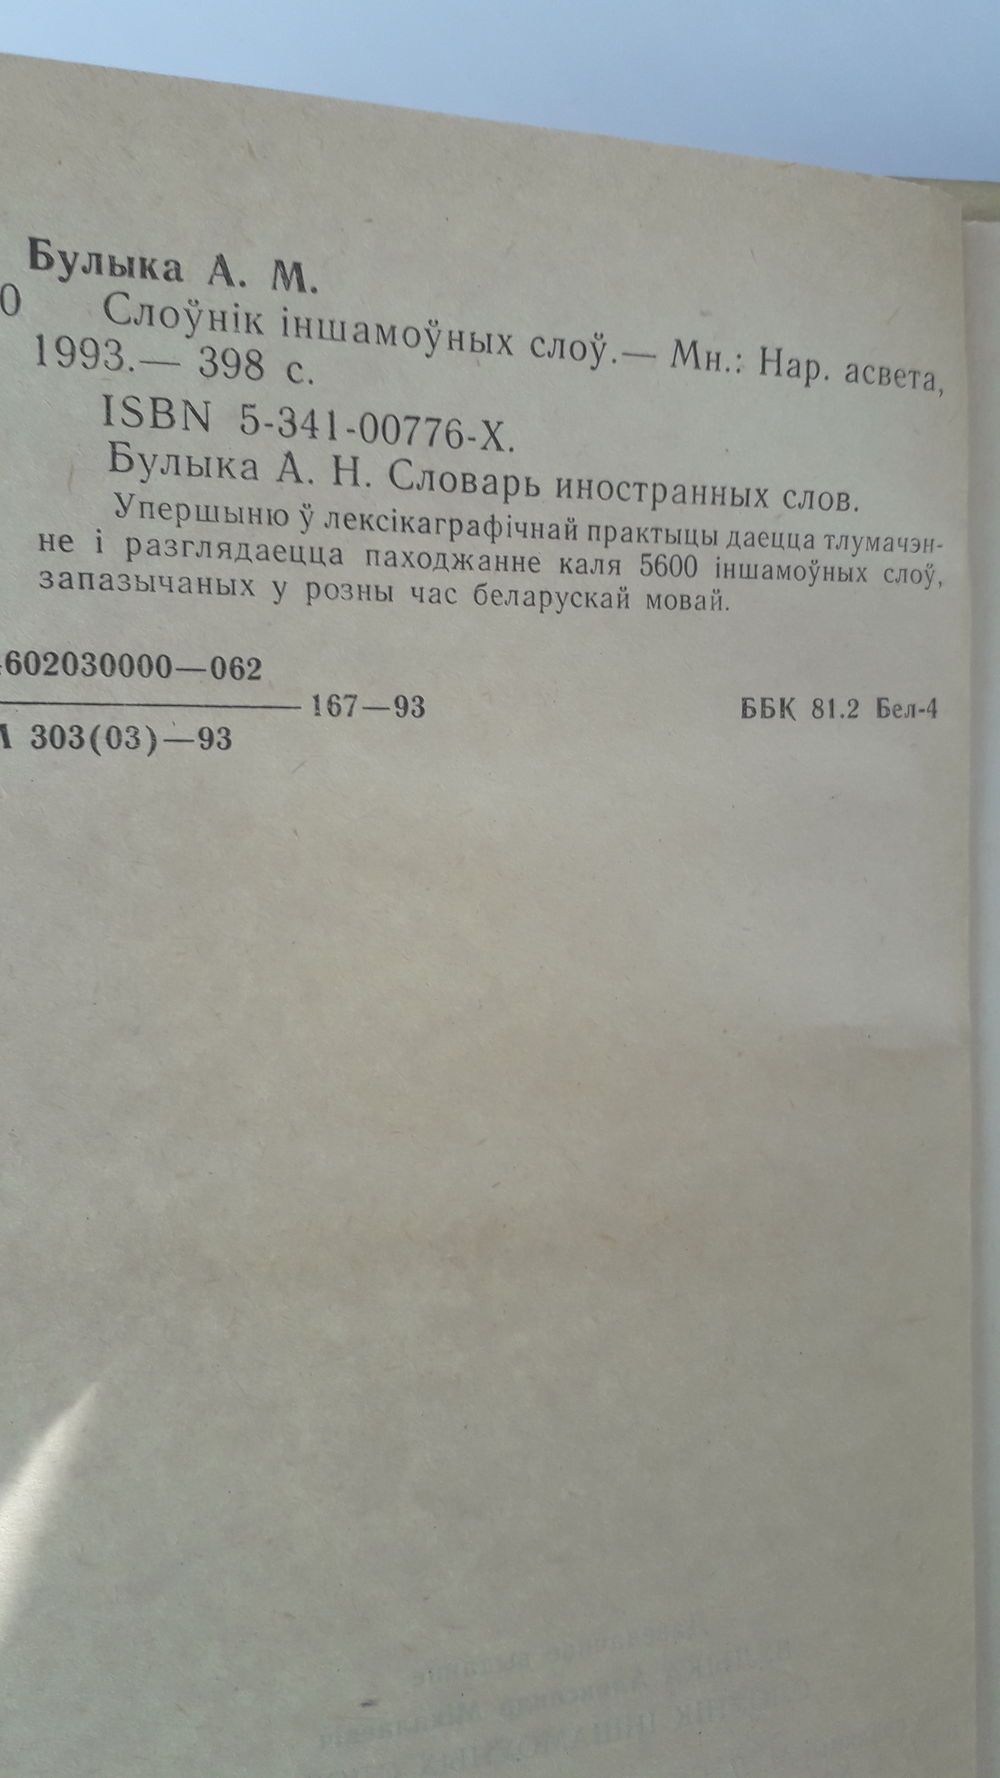 Булыка А. М.
0 Слоўнік іншамоўных слоў.— Мн.: Нар. асвета,
1993.— 398 с.
ISBN 5-341-00776-X.
Булыка А. Н. Словарь иностранных слов.
Упершыню ў лексікаграфічнай практыцы даецца тлумачэн-
не і разглядаецца паходжанне каля 5600 іншамоўных слоў,
запазычаных у розны час беларускай мовай.
4602030000—062
167—93 ББК 81.2 Бел-4
М 303(03)—93